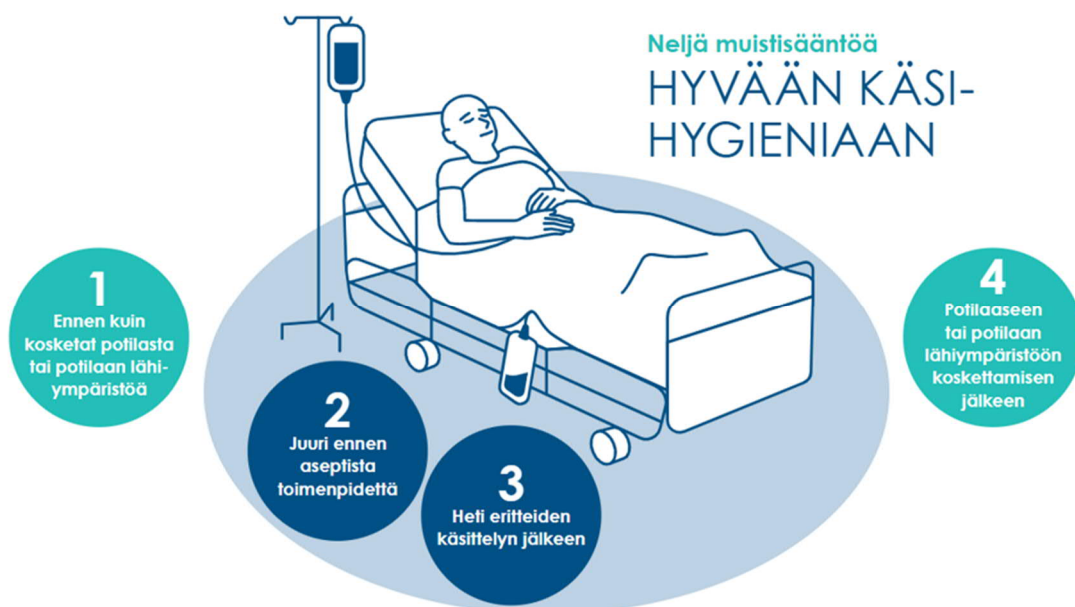 Neljä muistisääntöä
HYVÄÄN KÄSI-
HYGIENIAAN
1
Ennen kuin
kosketat potilasta
tai potilaan lähi-
ympäristöä
2
Juuri ennen
aseptista
toimenpidettä
3
Heti eritteiden
käsittelyn jälkeen
4
Potilaaseen
tai potilaan
lähiympäristöön
koskettamisen
jälkeen